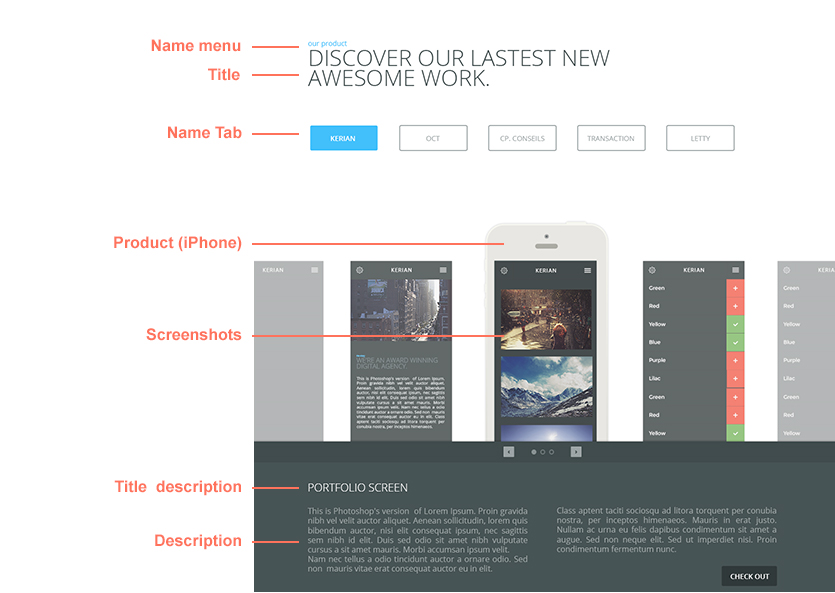 Name menu
our product
Title
DISCOVER OUR LASTEST NEW
AWESOME WORK.
Name Tab
KERIAN
OCT
CP. CONSEILS
TRANSACTION
LETTY
Product (iPhone)
KERIAN
KERIAN
KERIAN
KERIAN
KERIA
Screenshots
WE'RE AN AWARD WINNING
DIGITAL AGENCY
This is Photoshop's version of Lorem Ipsum.
Proin gravida nibh vel velit auctor aliquet.
Aenean sollicitudin, lorem quis bibendum
auctor, nisi elit consequat ipsum, nec sagittis
sem nibh id elit. Duis sed odio sit amet nibh
vulputate cursus a sit amet mauris. Morbi
accumsan ipsum velit. Nam nec tellus a odio
tincidunt auctor a ornare odio. Sed non mauris
vitae erat consequat auctor eu in elit. Class
aptent taciti sociosqu ad litora torquent per
conubia nostra, per inceptos himenaeos.
Green
Red
Yellow
Blue
Purple
Lilac
Green
Red
Yellow
Green
Red
Yellow
Blue
Purple
Lilac
Green
Red
Yellow
Title description
PORTFOLIO SCREEN
Description
This is Photoshop's version of Lorem Ipsum. Proin gravida
nibh vel velit auctor aliquet. Aenean sollicitudin, lorem quis
bibendum auctor, nisi elit consequat ipsum, nec sagittis
sem nibh id elit. Duis sed odio sit amet nibh vulputate
cursus a sit amet mauris. Morbi accumsan ipsum velit.
Nam nec tellus a odio tincidunt auctor a ornare odio. Sed
non mauris vitae erat consequat auctor eu in elit.
Class aptent taciti sociosqu ad litora torquent per conubia
nostra, per inceptos himenaeos. Mauris in erat justo.
Nullam ac urna eu felis dapibus condimentum sit amet a
augue. Sed non neque elit. Sed ut imperdiet nisi. Proin
condimentum fermentum nunc.
CHECK OUT